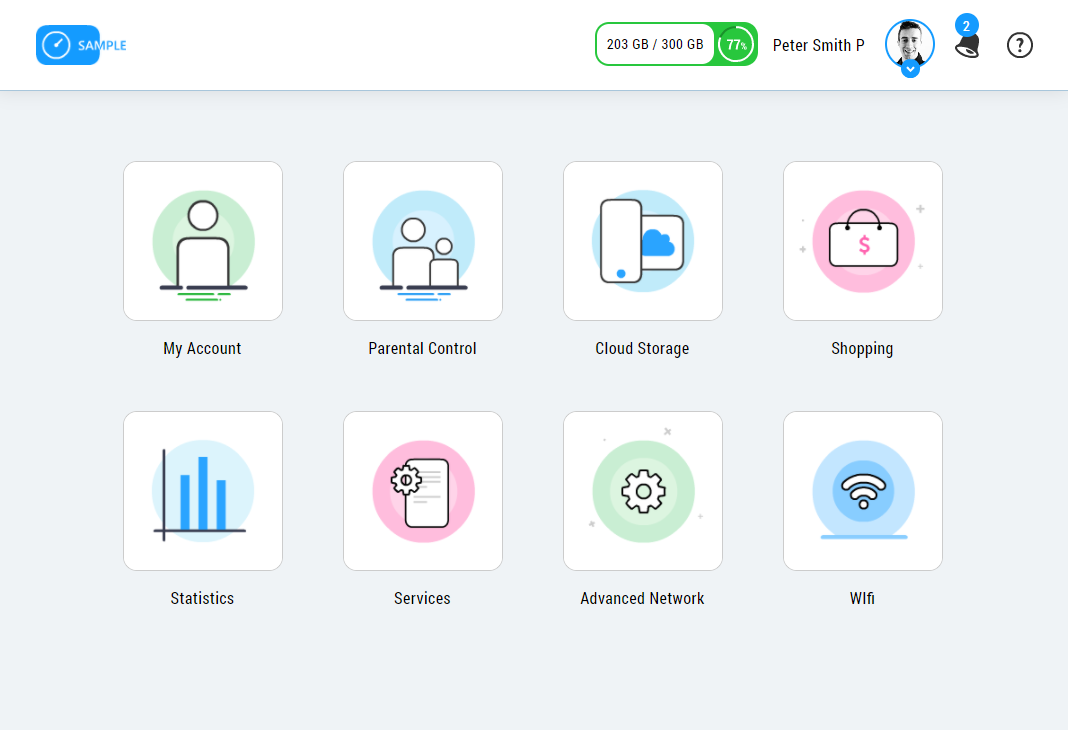 SAMPLE
203 GB / 300 GB
77%
Peter Smith P
2
?
My Account
Parental Control
Cloud Storage
$
Shopping
Statistics
Services
Advanced Network
WIfi